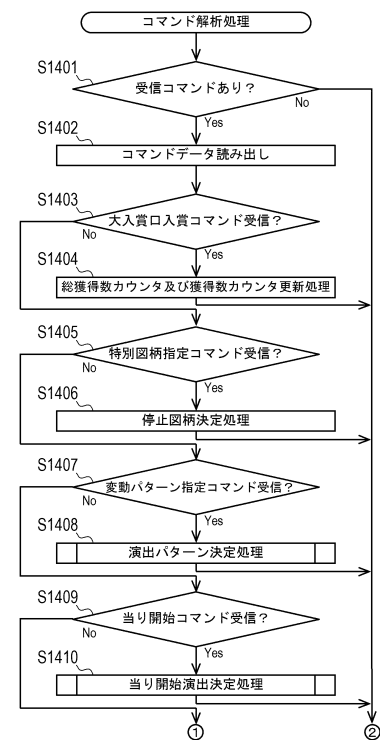 コマンド解析処理
S1401
受信コマンドあり？
No
Yes
S1402
コマンドデータ読み出し
S1403
大入賞口入賞コマンド受信？
No
Yes
S1404
総獲得数カウンタ及び獲得数カウンタ更新処理
S1405
特別図柄指定コマンド受信？
No
Yes
S1406
停止図柄決定処理
S1407
変動パターン指定コマンド受信？
No
Yes
S1408
演出パターン決定処理
S1409
当り開始コマンド受信？
No
Yes
S1410
当り開始演出決定処理
① ②